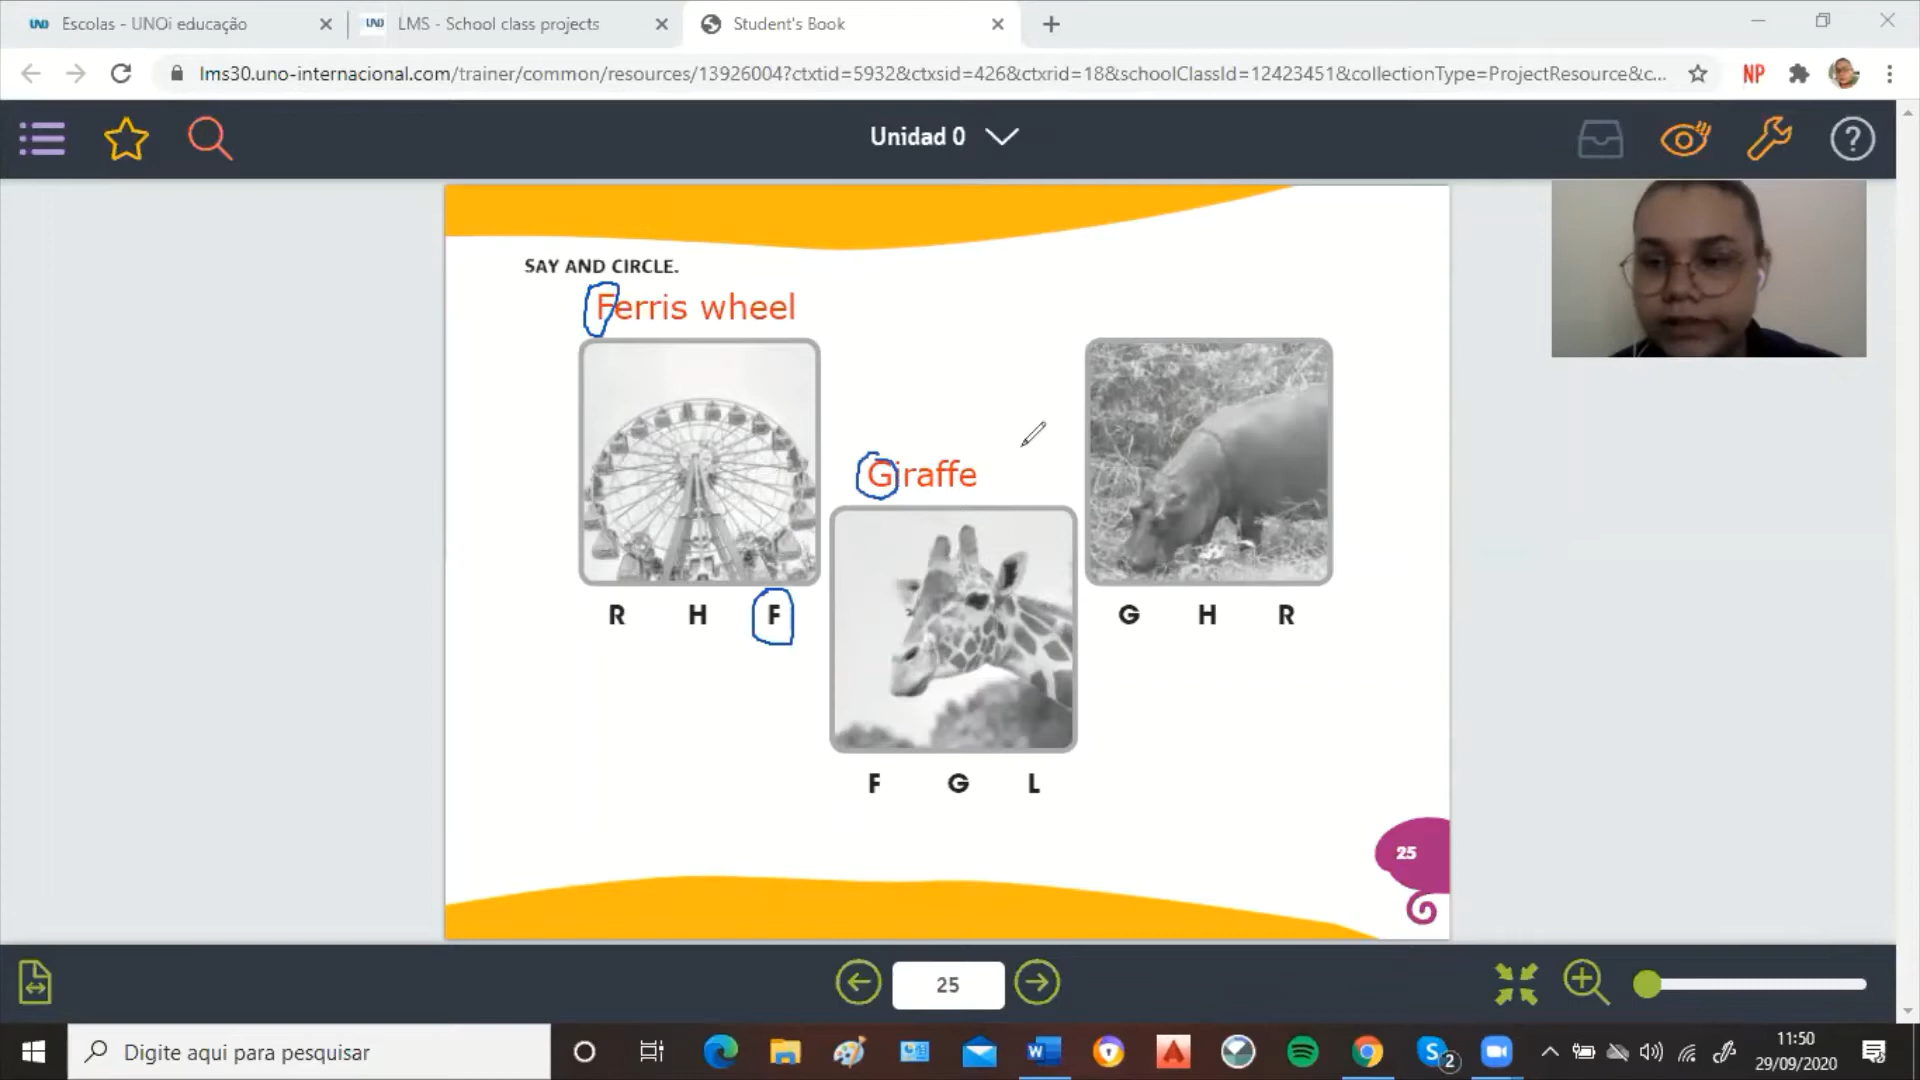 Escolas - UNOi educação
LMS - School class projects
Student's Book
lms30.uno-internacional.com/trainer/common/resources/13926004?ctxtid=5932&ctxsid=426&ctxrid=18&schoolClassId=12423451&collectionType=ProjectResource&c...
NP
Unidad 0
SAY AND CIRCLE.
Ferris wheel
Giraffe
R H F
G H R
F G L
25
25
Digite aqui para pesquisar
2
11:50
29/09/2020